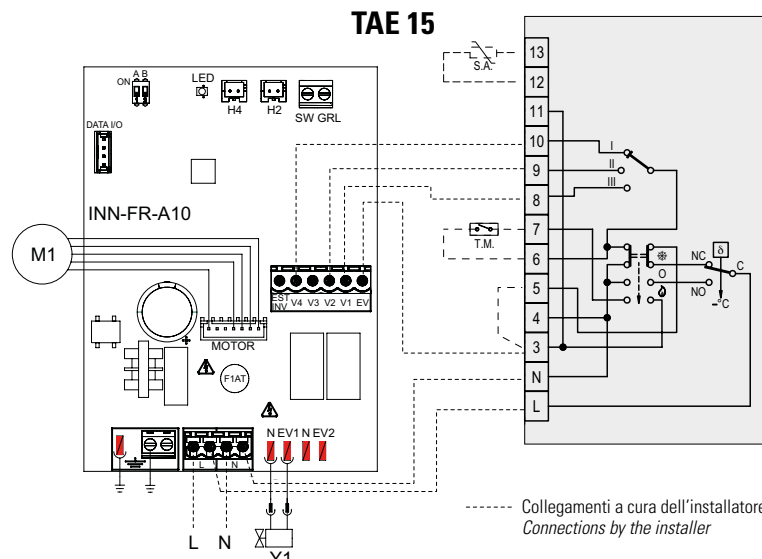 TAE 15
ON
A B
LED
H4
H2
SW GRL
DATA I/O
INN-FR-A10
M1
EST
INV
V4
V3
V2
V1
EV
MOTOR
F1AT
L
N
N EV1 N EV2
L
N
Y1
13
12
11
10
9
8
7
6
5
4
3
N
L
S.A.
T.M.
I
II
III
O
NC
C
NO
δ
°C
Collegamenti a cura dell'installatore
Connections by the installer